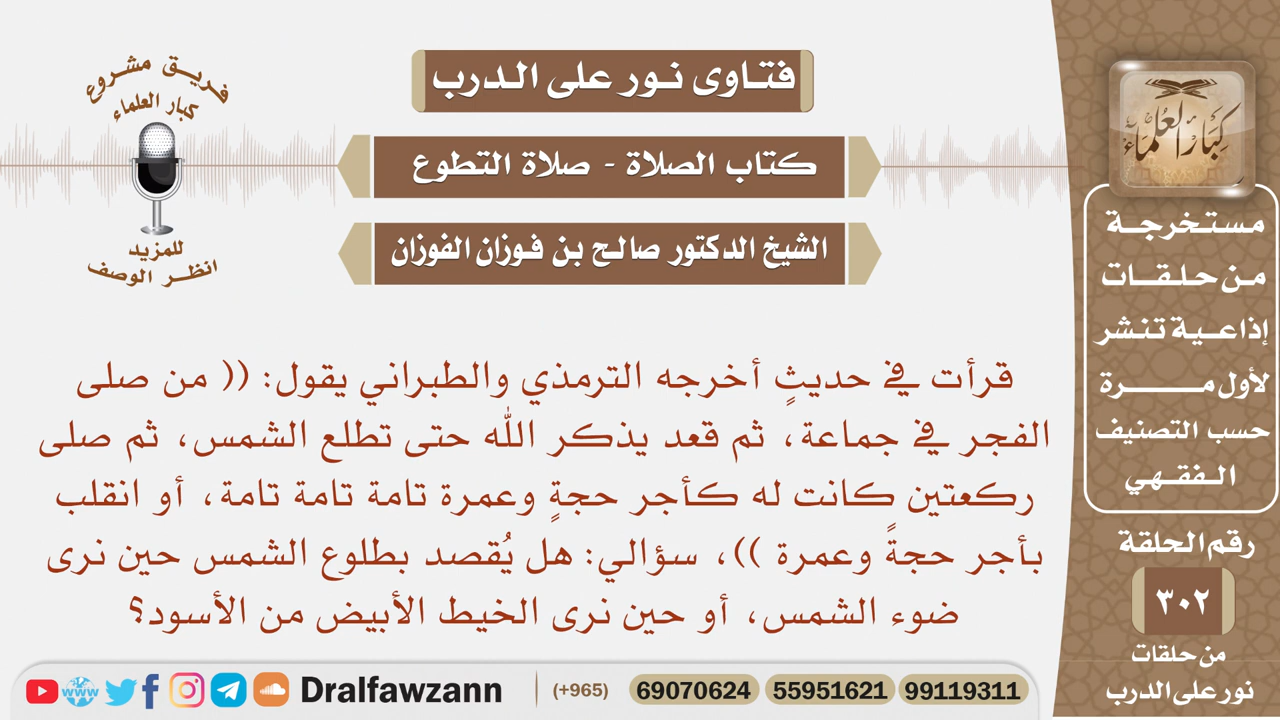 فتاوى نور على الدرب
كتاب الصلاة - صلاة التطوع
الشيخ الدكتور صالح بن فوزان الفوزان
فريق مشروع
كبار العلماء
للمزيد
انظر الوصف
كبار العلماء
مستخرجة
من حلقات
إذاعية تنشر
لأول مرة
حسب التصنيف
الفقهي
رقم الحلقة
٣٠٢
من حلقات
نور على الدرب
قرأت في حديثٍ أخرجه الترمذي والطبراني يقول: (( من صلى
الفجر في جماعة، ثم قعد يذكر الله حتى تطلع الشمس، ثم صلى
ركعتين كانت له كأجر حجةٍ وعمرة تامة تامة تامة، أو انقلب
بأجر حجةً وعمرة ))، سؤالي: هل يُقصد بطلوع الشمس حين نرى
ضوء الشمس، أو حين نرى الخيط الأبيض من الأسود؟
www Dralfawzann (+965) 69070624 55951621 99119311